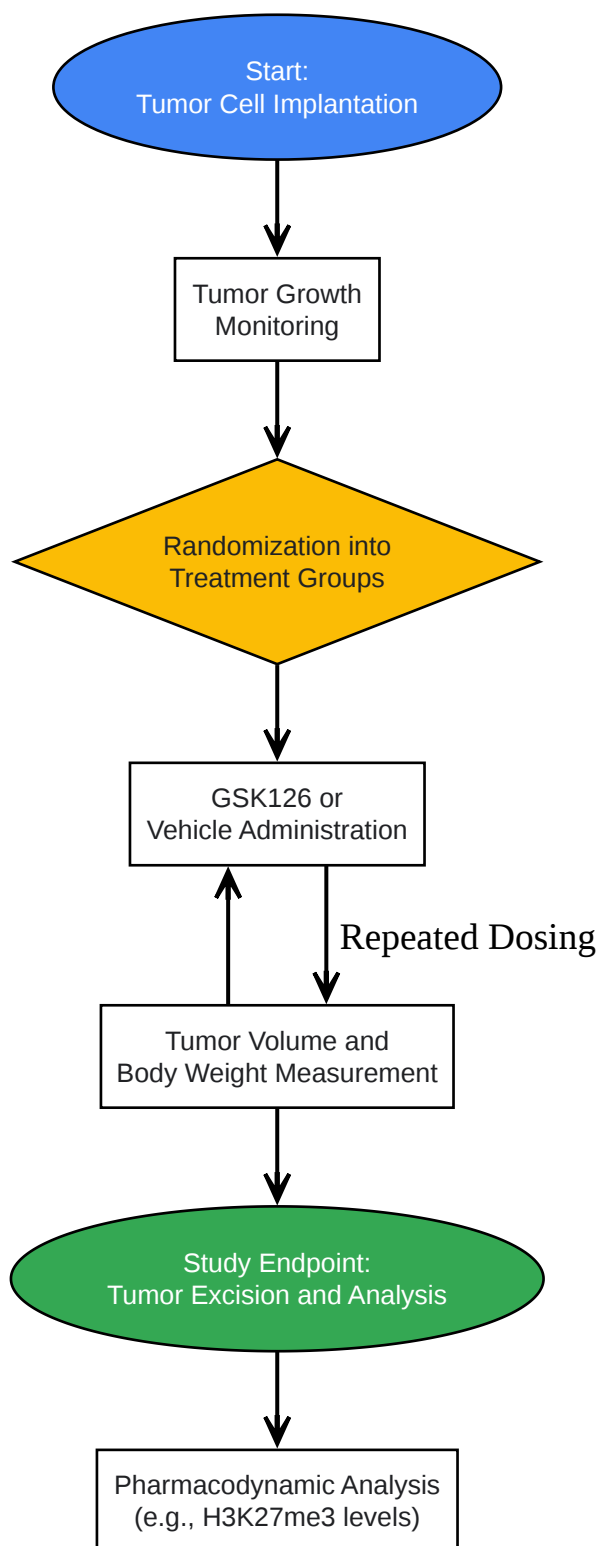 Start:
Tumor Cell Implantation
Tumor Growth
Monitoring
Randomization into
Treatment Groups
GSK126 or
Vehicle Administration
Repeated Dosing
Tumor Volume and
Body Weight Measurement
Study Endpoint:
Tumor Excision and Analysis
Pharmacodynamic Analysis
(e.g., H3K27me3 levels)